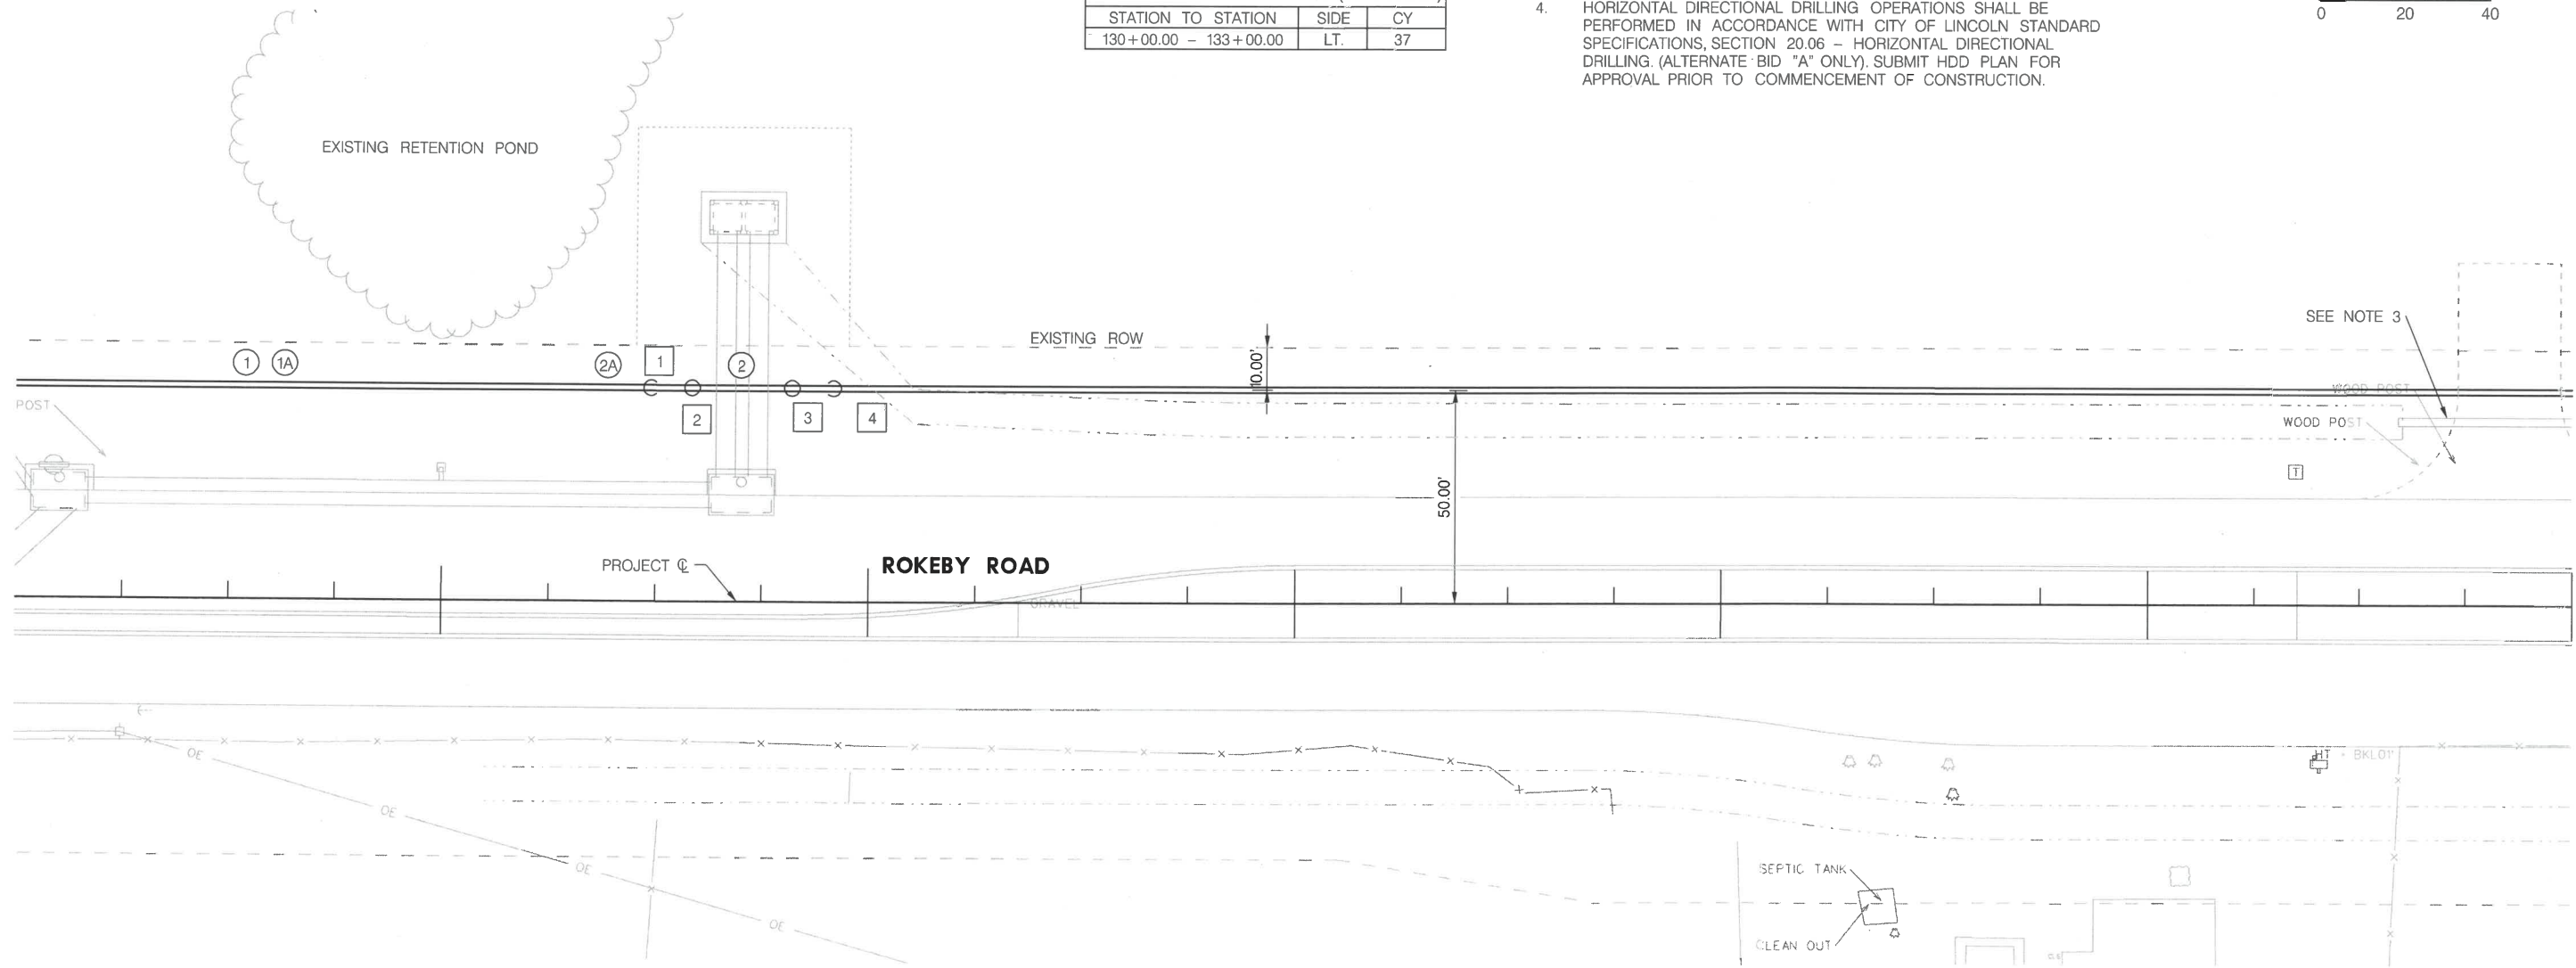 STATION TO STATION SIDE CY
130+00.00 – 133+00.00 LT. 37
4. HORIZONTAL DIRECTIONAL DRILLING OPERATIONS SHALL BE
PERFORMED IN ACCORDANCE WITH CITY OF LINCOLN STANDARD
SPECIFICATIONS, SECTION 20.06 – HORIZONTAL DIRECTIONAL
DRILLING. (ALTERNATE BID "A" ONLY). SUBMIT HDD PLAN FOR
APPROVAL PRIOR TO COMMENCEMENT OF CONSTRUCTION.
0 20 40
EXISTING RETENTION POND
SEE NOTE 3
EXISTING ROW
10.00'
1 1A 2A 1 2
WOOD POST
POST
2 3 4
WOOD POST
T
50.00'
PROJECT ℄
ROKEBY ROAD
GRAVEL
OE
HT
BKL01
OE
OE
SEPTIC TANK
OE
CLEAN OUT